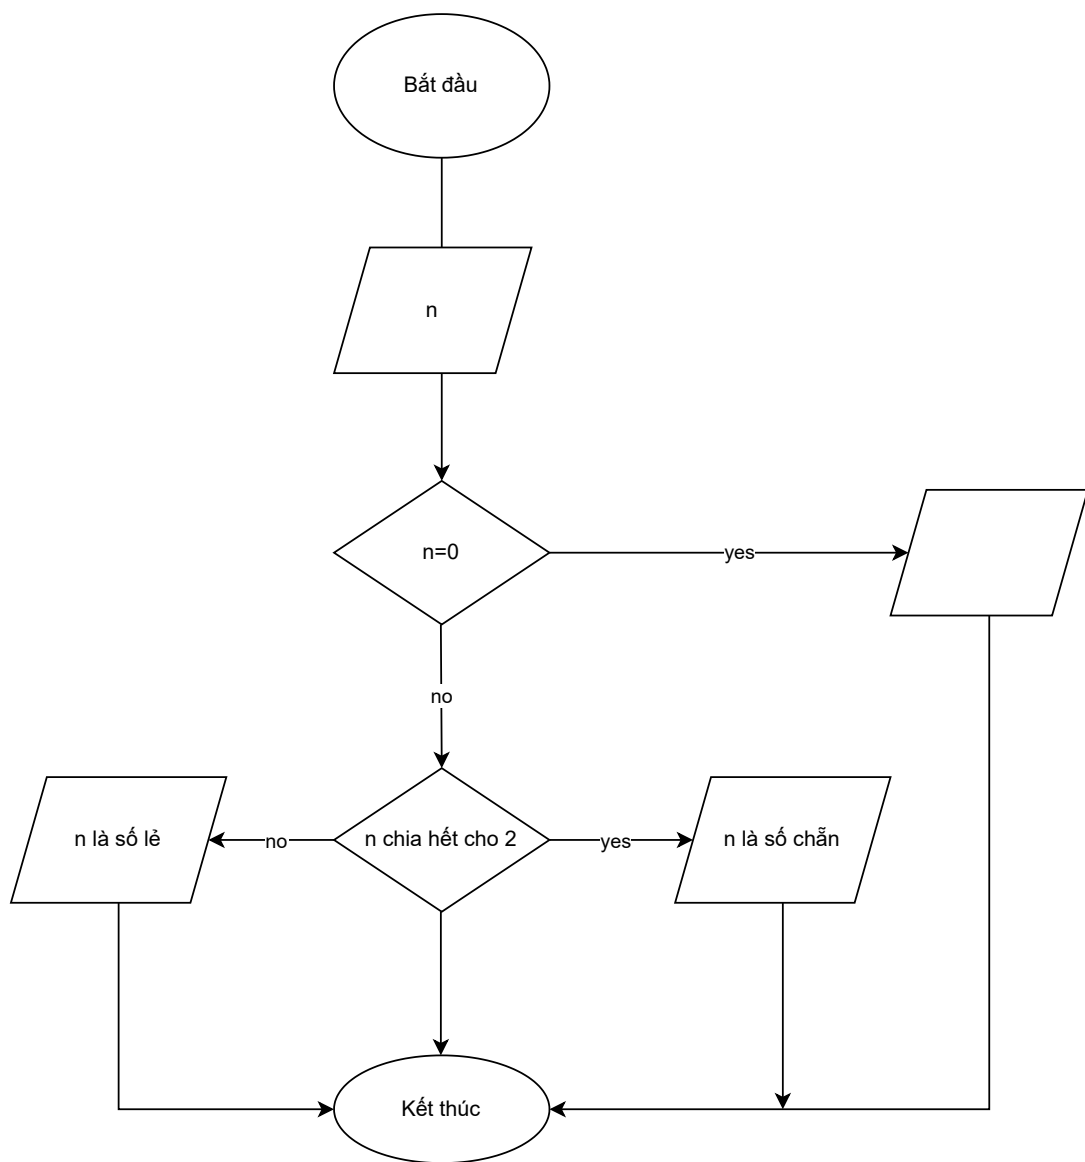 Bắt đầu
n
n=0
yes
no
n là số lẻ
no
n chia hết cho 2
yes
n là số chẵn
Kết thúc